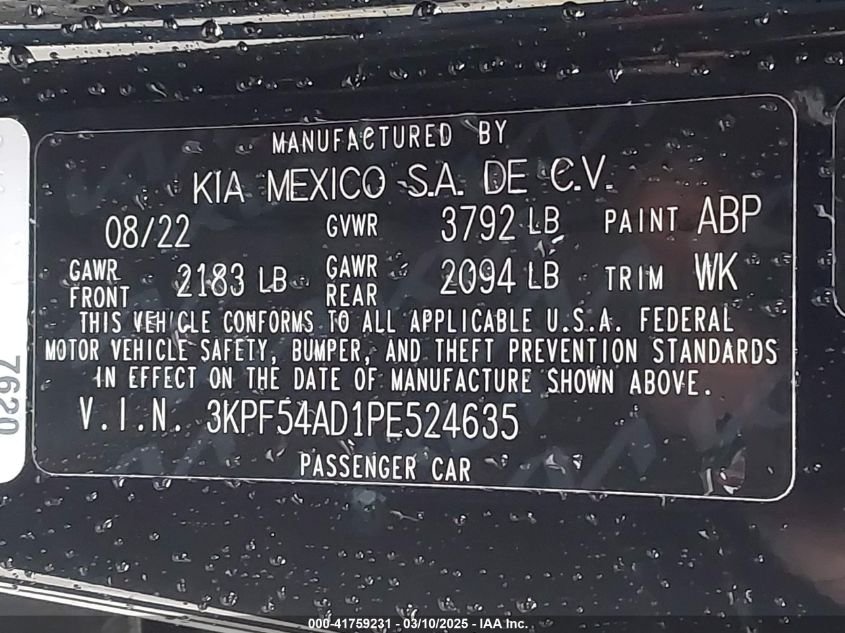 MANUFACTURED BY
KIA MEXICO S.A. DE C.V.
08/22 GVWR 3792 LB PAINT ABP
GAWR FRONT 2183 LB GAWR REAR 2094 LB TRIM WK
THIS VEHICLE CONFORMS TO ALL APPLICABLE U.S.A. FEDERAL
MOTOR VEHICLE SAFETY, BUMPER, AND THEFT PREVENTION STANDARDS
IN EFFECT ON THE DATE OF MANUFACTURE SHOWN ABOVE.
V.I.N. 3KPF54AD1PE524635
PASSENGER CAR
7620
000-41759231 - 03/10/2025 - IAA Inc.